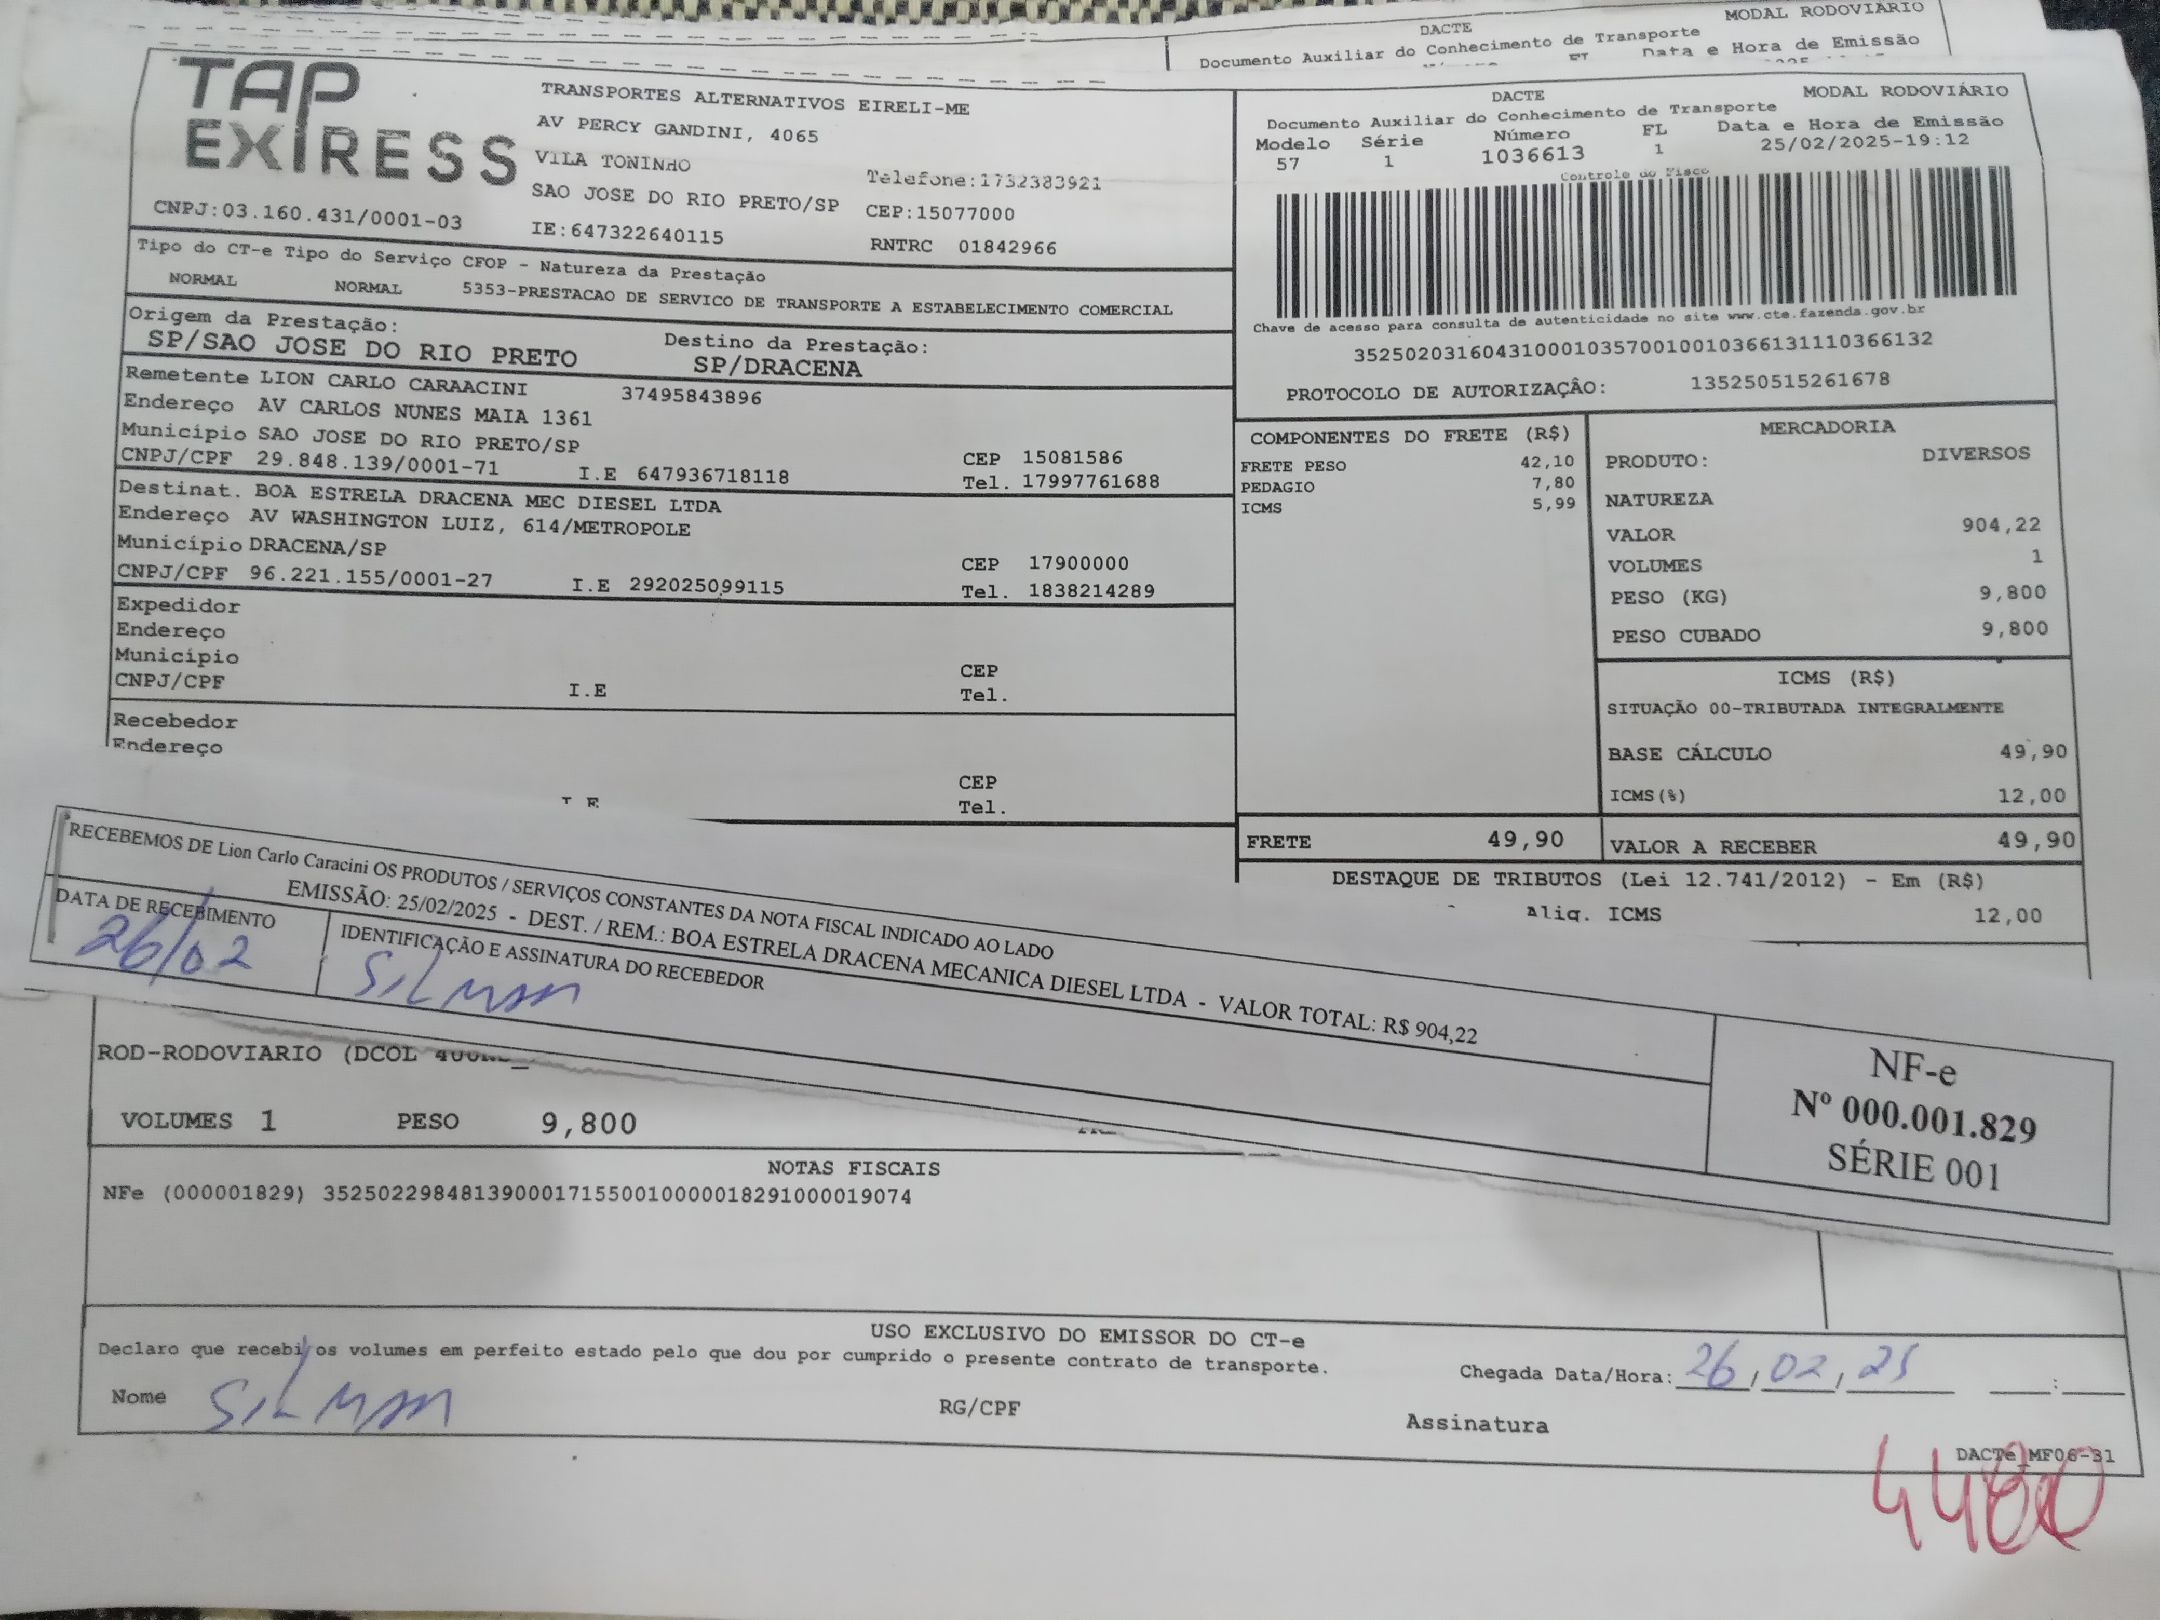 DACTE
MODAL RODOVIÁRIO
Documento Auxiliar do Conhecimento de Transporte
Data e Hora de Emissão
TAP EXPRESS
TRANSPORTES ALTERNATIVOS EIRELI-ME
AV PERCY GANDINI, 4065
VILA TONINHO
Telefone:1732383921
SAO JOSE DO RIO PRETO/SP CEP:15077000
CNPJ:03.160.431/0001-03 IE:647322640115 RNTRC 01842966
DACTE MODAL RODOVIÁRIO
Documento Auxiliar do Conhecimento de Transporte
Modelo Série Número FL Data e Hora de Emissão
57 1 1036613 1 25/02/2025-19:12
Controle do Fisco
Chave de acesso para consulta de autenticidade no site www.cte.fazenda.gov.br
35250203160431000103570010010366131110366132
PROTOCOLO DE AUTORIZAÇÃO: 135250515261678
Tipo do CT-e Tipo do Serviço CFOP - Natureza da Prestação
NORMAL NORMAL 5353-PRESTACAO DE SERVICO DE TRANSPORTE A ESTABELECIMENTO COMERCIAL
Origem da Prestação: Destino da Prestação:
SP/SAO JOSE DO RIO PRETO SP/DRACENA
Remetente LION CARLO CARAACINI 37495843896
Endereço AV CARLOS NUNES MAIA 1361
Município SAO JOSE DO RIO PRETO/SP CEP 15081586
CNPJ/CPF 29.848.139/0001-71 I.E 647936718118 Tel. 17997761688
Destinat. BOA ESTRELA DRACENA MEC DIESEL LTDA
Endereço AV WASHINGTON LUIZ, 614/METROPOLE
Município DRACENA/SP CEP 17900000
CNPJ/CPF 96.221.155/0001-27 I.E 292025099115 Tel. 1838214289
Expedidor
Endereço
Município CEP
CNPJ/CPF I.E Tel.
Recebedor
Endereço
CEP
I.E Tel.
COMPONENTES DO FRETE (R$)
FRETE PESO 42,10
PEDAGIO 7,80
ICMS 5,99
MERCADORIA
PRODUTO: DIVERSOS
NATUREZA
VALOR 904,22
VOLUMES 1
PESO (KG) 9,800
PESO CUBADO 9,800
ICMS (R$)
SITUAÇÃO 00-TRIBUTADA INTEGRALMENTE
BASE CÁLCULO 49,90
ICMS(%) 12,00
FRETE 49,90 VALOR A RECEBER 49,90
DESTAQUE DE TRIBUTOS (Lei 12.741/2012) - Em (R$)
Aliq. ICMS 12,00
RECEBEMOS DE Lion Carlo Caracini OS PRODUTOS / SERVIÇOS CONSTANTES DA NOTA FISCAL INDICADO AO LADO
EMISSÃO: 25/02/2025 - DEST. / REM.: BOA ESTRELA DRACENA MECANICA DIESEL LTDA - VALOR TOTAL: R$ 904,22
DATA DE RECEBIMENTO IDENTIFICAÇÃO E ASSINATURA DO RECEBEDOR
26/02 SILMAN
NF-e
Nº 000.001.829
SÉRIE 001
ROD-RODOVIARIO (DCOL
VOLUMES 1 PESO 9,800
NOTAS FISCAIS
NFe (000001829) 35250229848139000171550010000018291000019074
USO EXCLUSIVO DO EMISSOR DO CT-e
Declaro que recebi os volumes em perfeito estado pelo que dou por cumprido o presente contrato de transporte.
Chegada Data/Hora: 26/02/25 :
Nome SILMAN RG/CPF Assinatura
DACTe_MF06-31